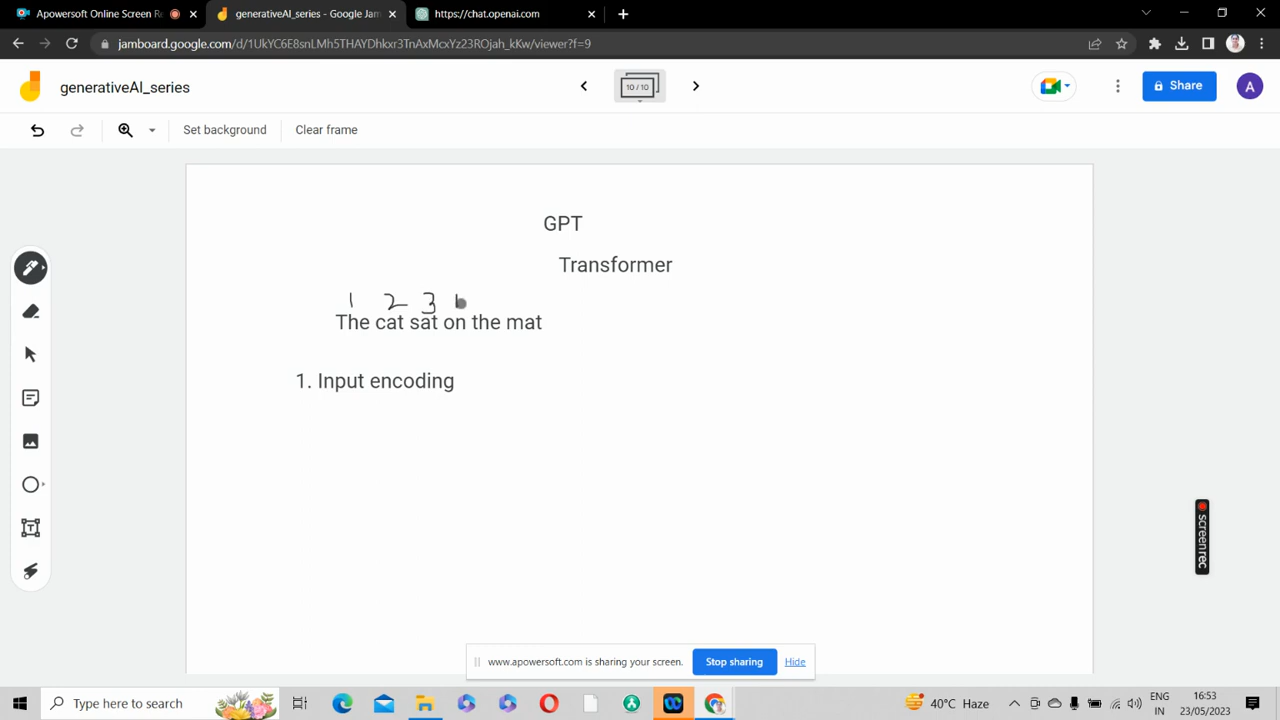 Apowersoft Online Screen Re
generativeAI_series - Google Jam
https://chat.openai.com
jamboard.google.com/d/1UkYC6E8snLMh5THAYDhkxr3TnAxMcxYz23ROjah_kKw/viewer?f=9
generativeAI_series
10 / 10
Share
A
Set background
Clear frame
GPT
Transformer
1 2 3
The cat sat on the mat
1. Input encoding
screenrec
www.apowersoft.com is sharing your screen.
Stop sharing
Hide
Type here to search
40°C Haze
ENG
IN
16:53
23/05/2023